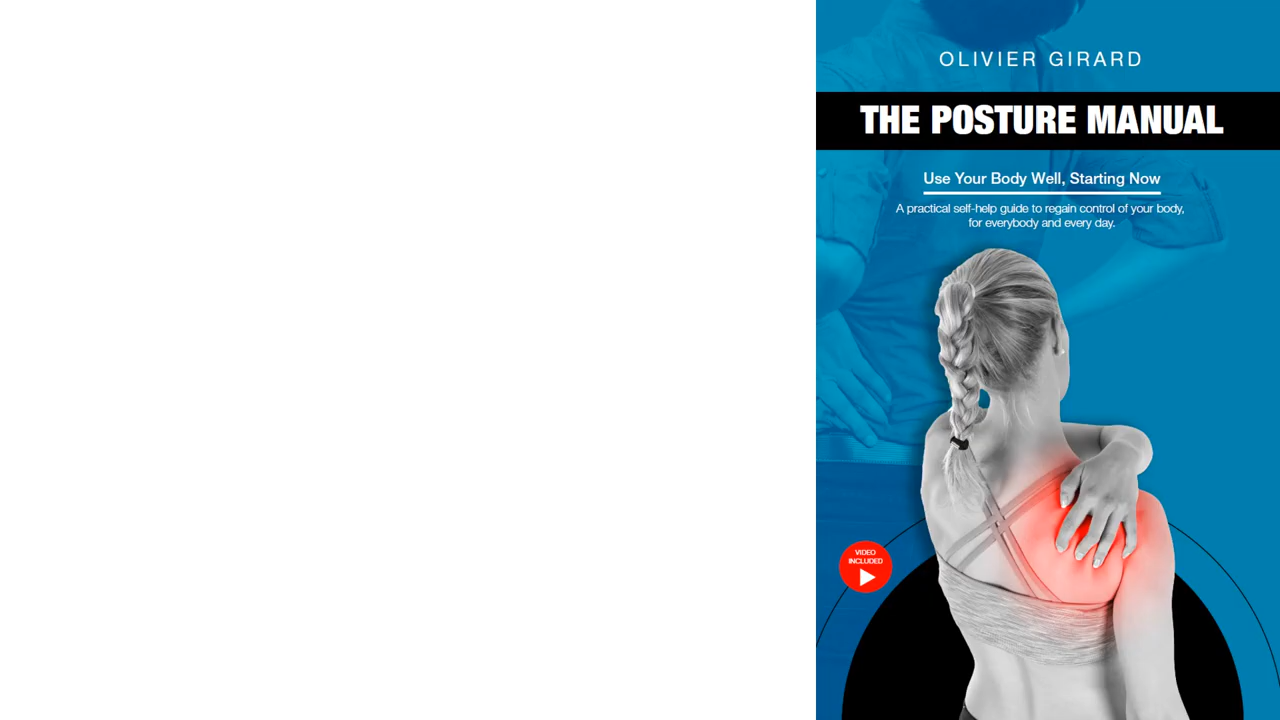 OLIVIER GIRARD
THE POSTURE MANUAL
Use Your Body Well, Starting Now
A practical self-help guide to regain control of your body,
for everybody and every day.
VIDEO
INCLUDED